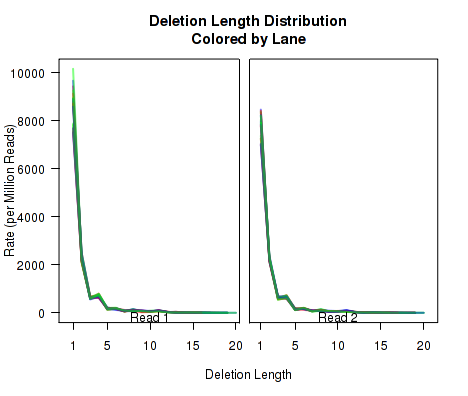 Deletion Length Distribution
Colored by Lane
Rate (per Million Reads)
10000
8000
6000
4000
2000
0
Read 1
Read 2
1 5 10 15 20
1 5 10 15 20
Deletion Length